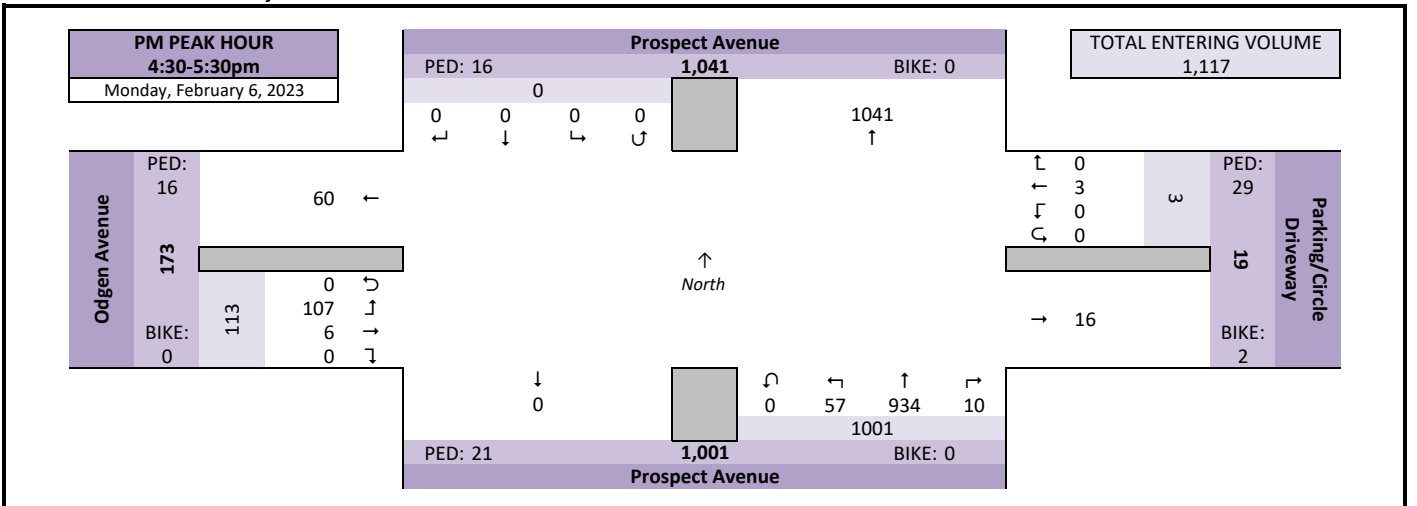 PM PEAK HOUR
4:30-5:30pm
Monday, February 6, 2023
Prospect Avenue
PED: 16 1,041 BIKE: 0
0
0 0 0 0
↵ ↓ ↳ ↺
1041
↑
TOTAL ENTERING VOLUME
1,117
Odgen Avenue
PED:
16
173
BIKE:
0
113
60 ←
0 ⮌
107 ↰
6 →
0 ↴
↑
North
↱ 0
← 3
↲ 0
⮎ 0
3
→ 16
PED:
29
19
BIKE:
2
Parking/Circle
Driveway
↓
0
↶ ↰ ↑ ↱
0 57 934 10
1001
PED: 21 1,001 BIKE: 0
Prospect Avenue